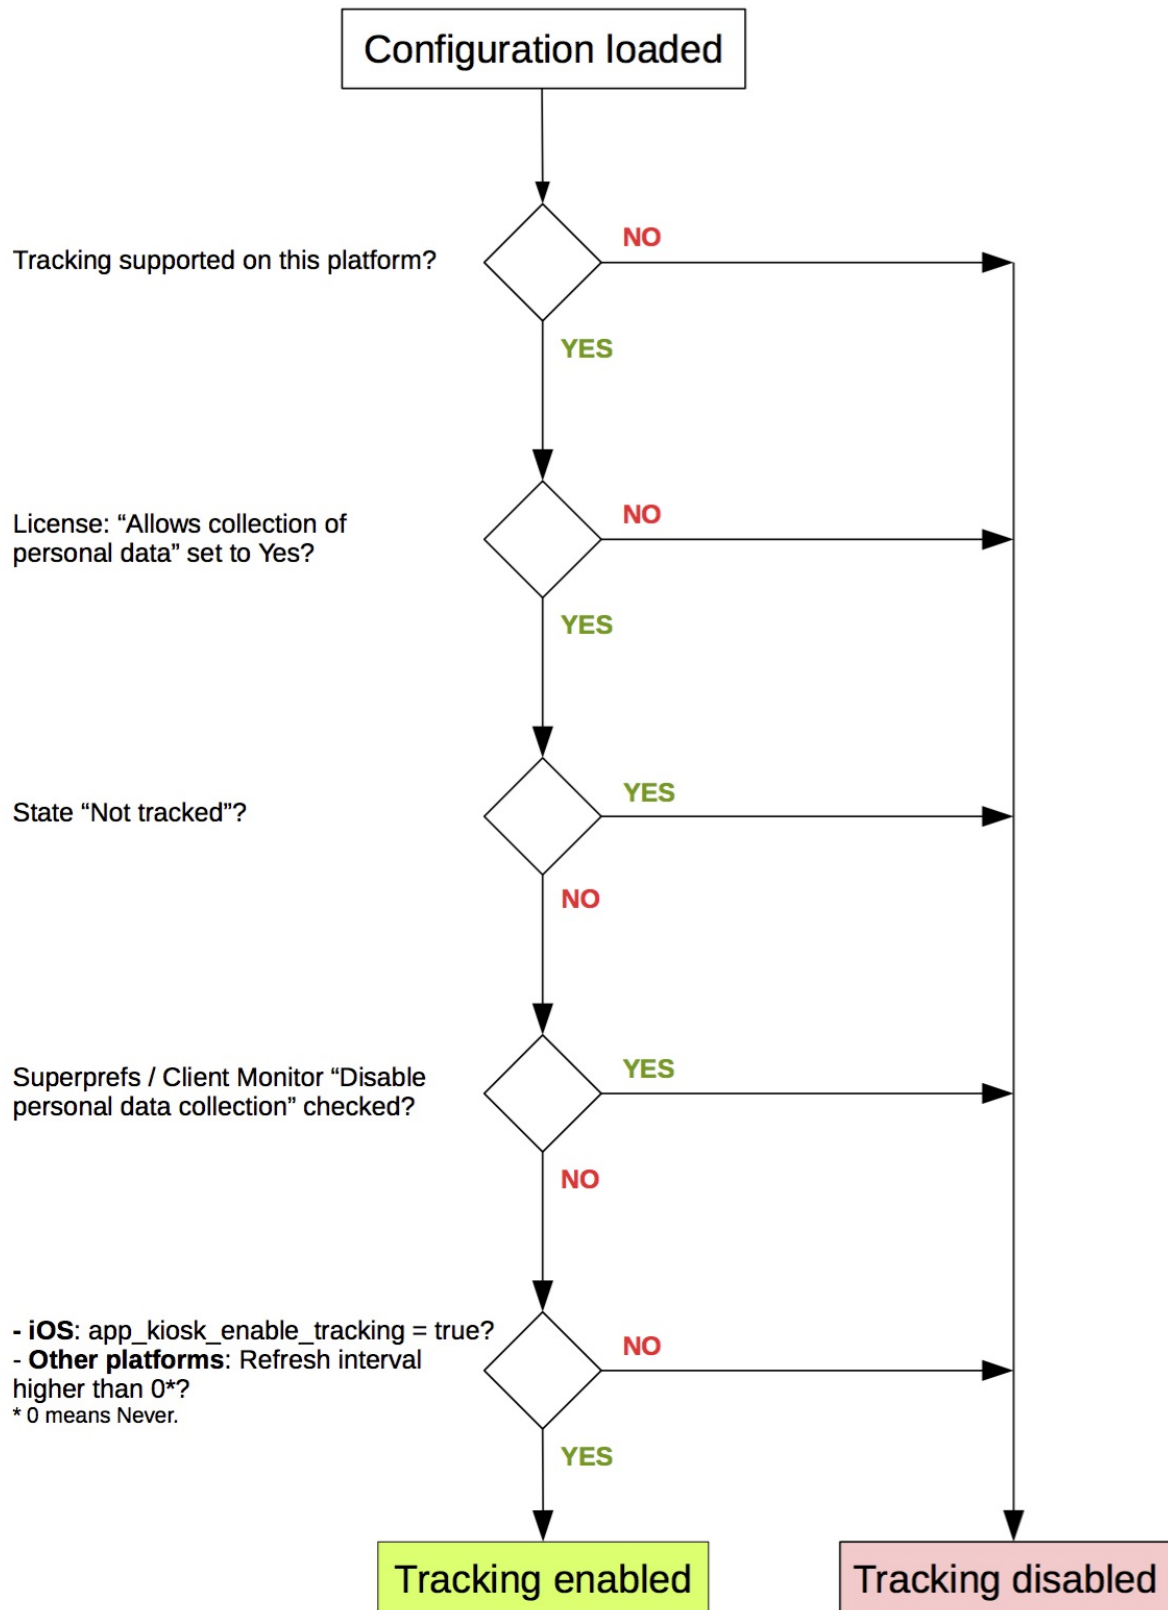 Configuration loaded
NO
Tracking supported on this platform?
YES
NO
License: “Allows collection of
personal data” set to Yes?
YES
YES
State “Not tracked”?
NO
YES
Superprefs / Client Monitor “Disable
personal data collection” checked?
NO
- iOS: app_kiosk_enable_tracking = true?
NO
- Other platforms: Refresh interval
higher than 0*?
* 0 means Never.
YES
Tracking enabled
Tracking disabled